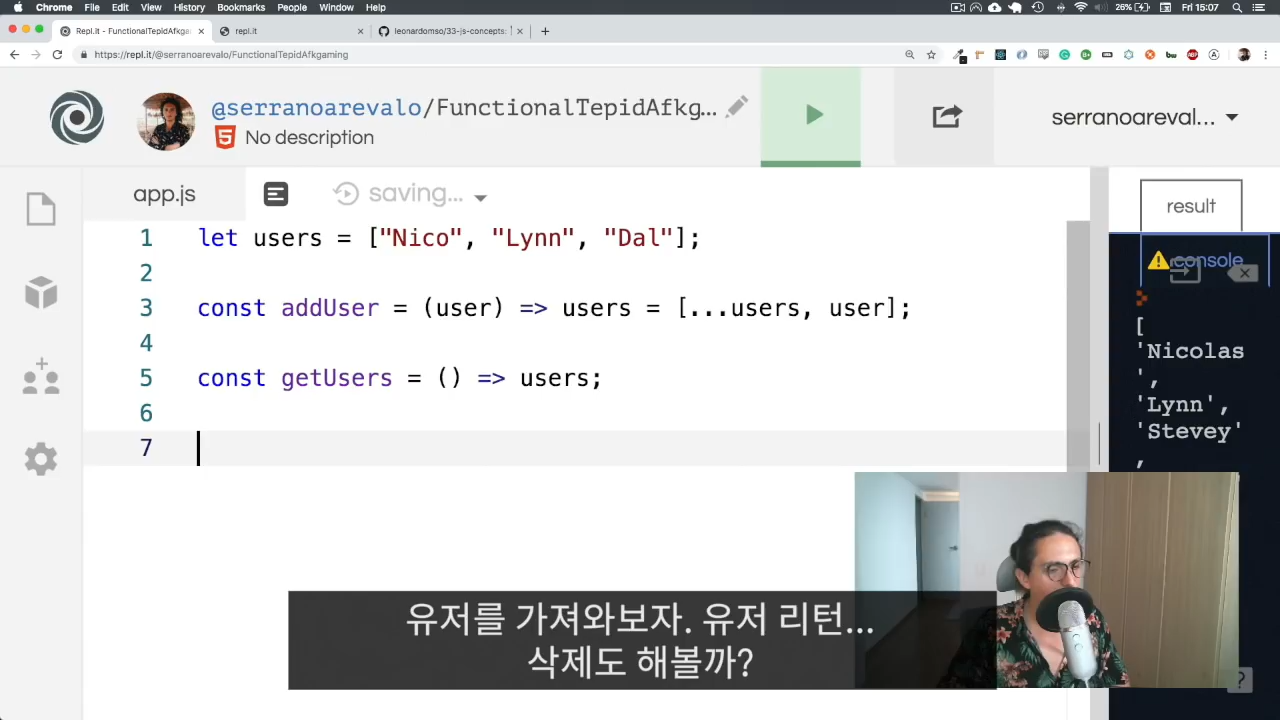 Chrome File Edit View History Bookmarks People Window Help
26% Fri 15:07
Repl.it - FunctionalTepidAfkga
repl.it
leonardomso/33-js-concepts:
https://repl.it/@serranoarevalo/FunctionalTepidAfkgaming
@serranoarevalo/FunctionalTepidAfkg...
No description
serranoareval...
app.js
saving...
result
console
1 let users = ["Nico", "Lynn", "Dal"];
2
3 const addUser = (user) => users = [...users, user];
4
5 const getUsers = () => users;
6
7
[
'Nicolas
',
'Lynn',
'Stevey'
,
유저를 가져와보자. 유저 리턴...
삭제도 해볼까?
?